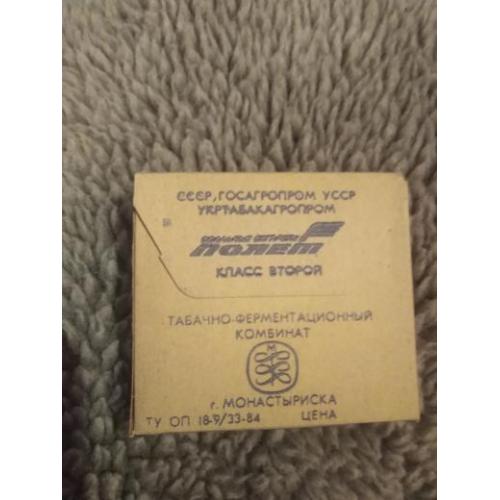 СССР, ГОСАГРОПРОМ УССР
УКРТАБАКАГРОПРОМ
ПОЛЕТ
КЛАСС ВТОРОЙ
ТАБАЧНО-ФЕРМЕНТАЦИОННЫЙ
КОМБИНАТ
г. МОНАСТЫРИСКА
ТУ ОП 18-9/33-84 ЦЕНА